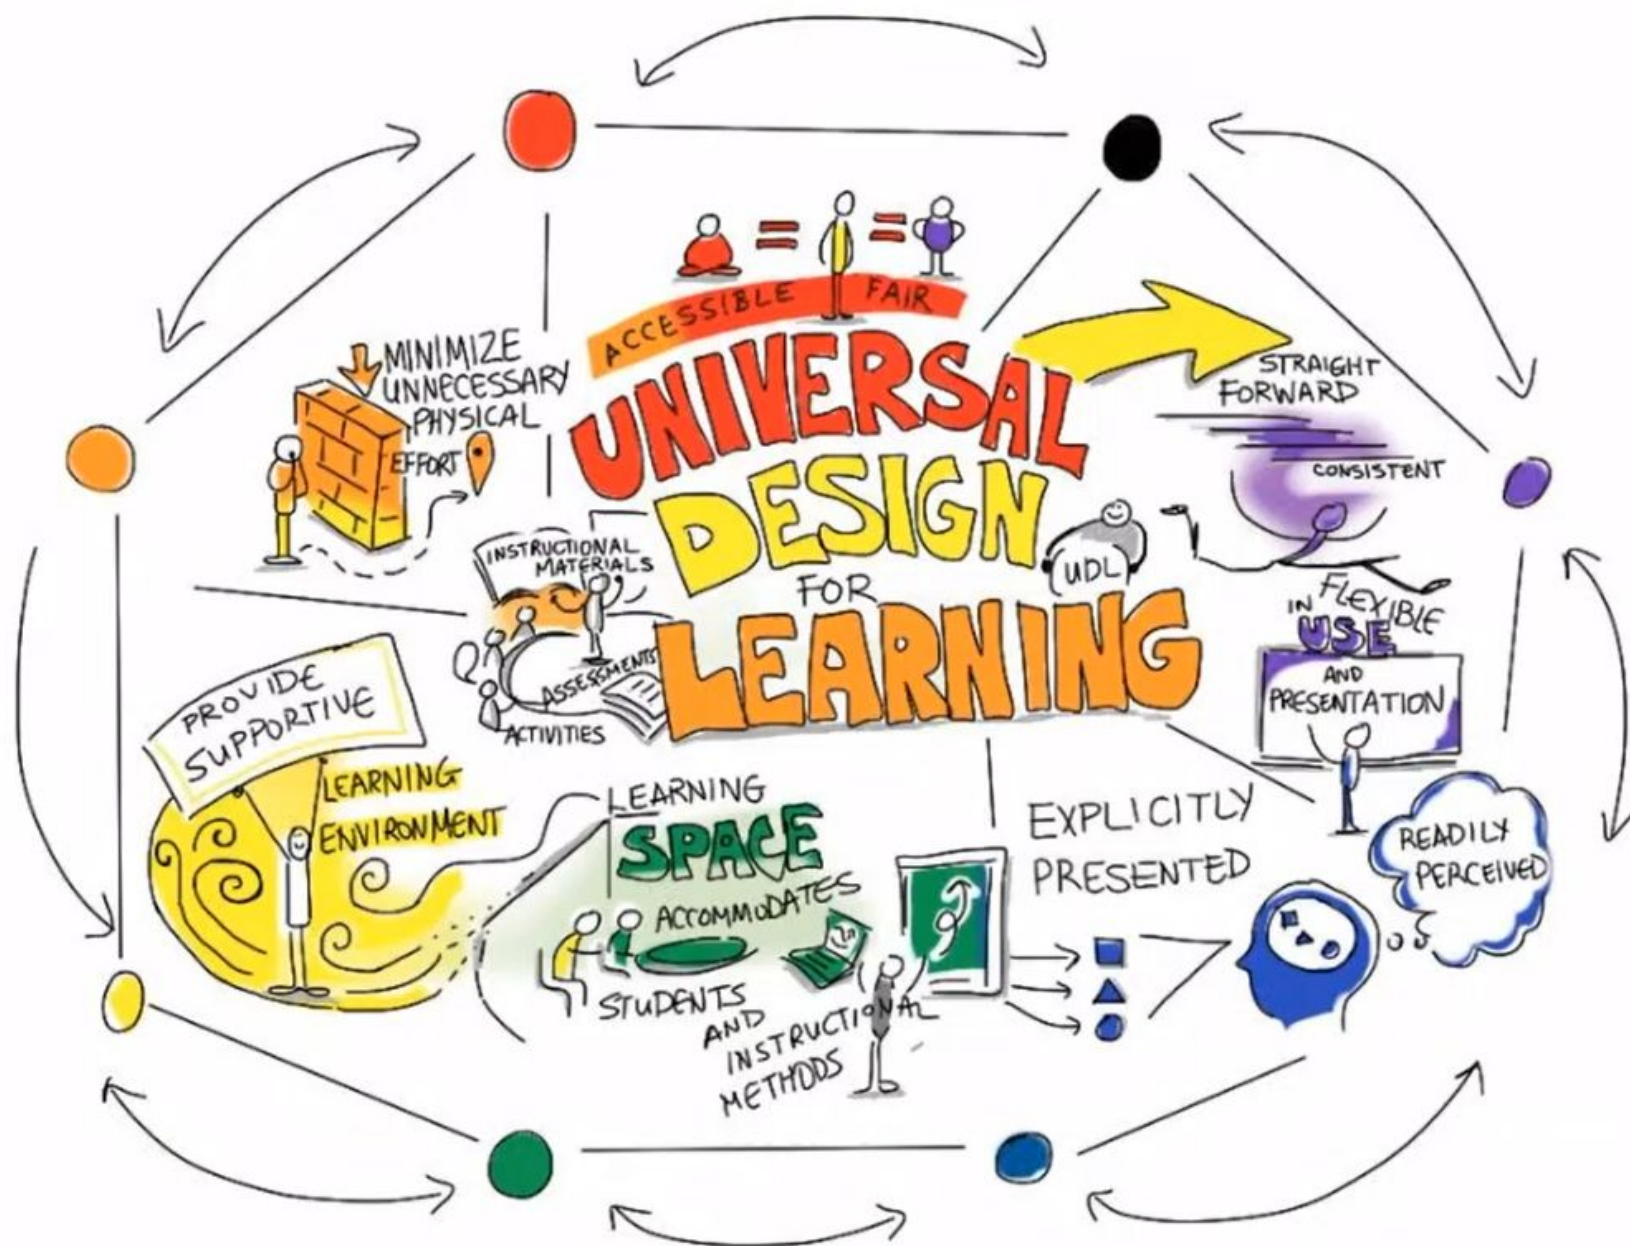 ACCESSIBLE FAIR
UNIVERSAL
DESIGN
FOR
LEARNING
UDL
MINIMIZE
UNNECESSARY
PHYSICAL
EFFORT
INSTRUCTIONAL
MATERIALS
ASSESSMENTS
ACTIVITIES
PROVIDE
SUPPORTIVE
LEARNING
ENVIRONMENT
LEARNING
SPACE
ACCOMMODATES
STUDENTS
AND
INSTRUCTIONAL
METHODS
EXPLICITLY
PRESENTED
READILY
PERCEIVED
STRAIGHT
FORWARD
CONSISTENT
IN FLEXIBLE
USE
AND
PRESENTATION